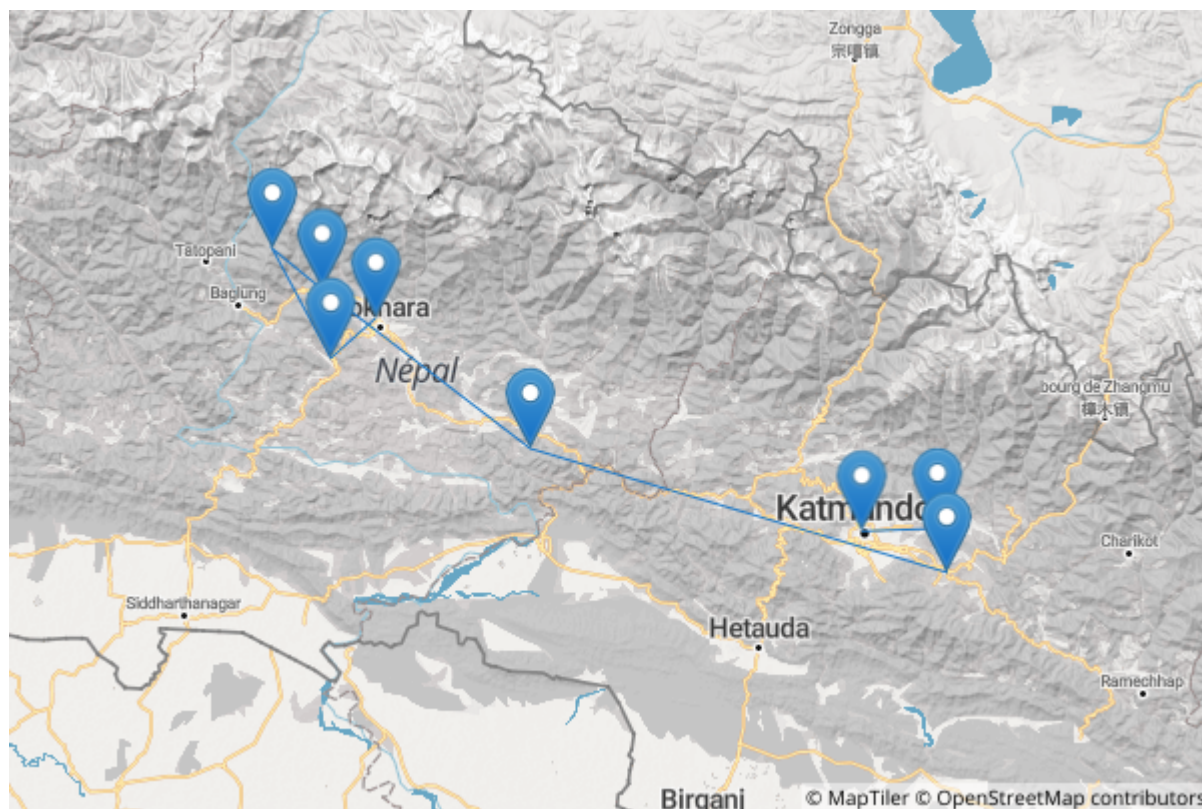 Zongga
宗嘎镇
Tatopani
Baglung
okhara
Népal
bourg de Zhangmu
樟木镇
Katmando
Charikot
Siddharthanagar
Hetauda
Ramechhap
Birganj
© MapTiler © OpenStreetMap contributors